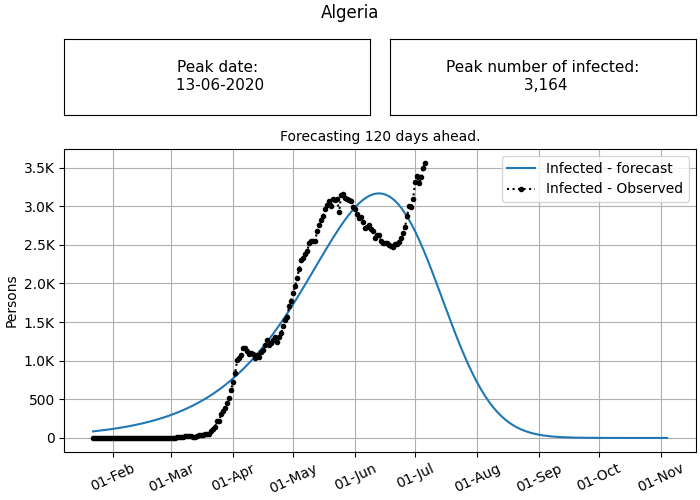 Algeria
Peak date:
13-06-2020
Peak number of infected:
3,164
Forecasting 120 days ahead.
Infected - forecast
Infected - Observed
3.5K
3.0K
2.5K
2.0K
1.5K
1.0K
500
0
Persons
01-Feb
01-Mar
01-Apr
01-May
01-Jun
01-Jul
01-Aug
01-Sep
01-Oct
01-Nov